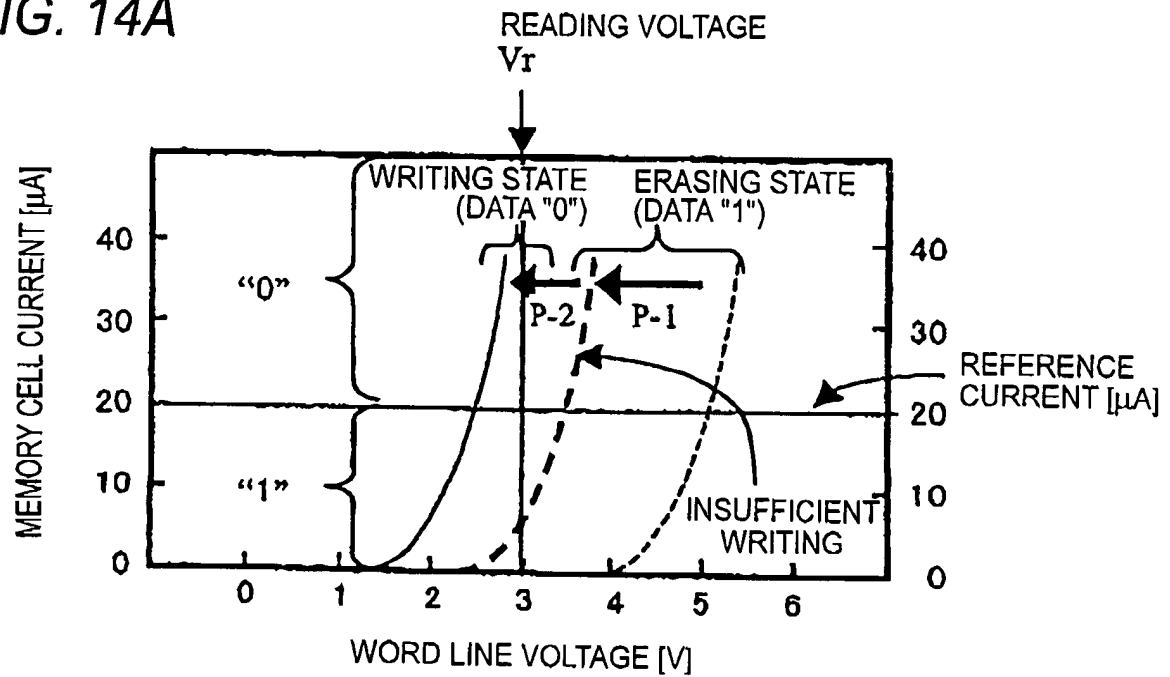 IG. 14A
READING VOLTAGE
Vr
WRITING STATE
(DATA "0")
ERASING STATE
(DATA "1")
MEMORY CELL CURRENT [μA]
40
30
20
10
0
“0”
“1”
P-2
P-1
40
30
20
10
0
REFERENCE
CURRENT [μA]
INSUFFICIENT
WRITING
0 1 2 3 4 5 6
WORD LINE VOLTAGE [V]